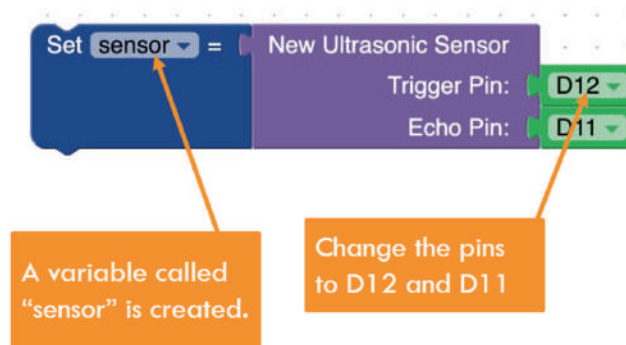 Set sensor = New Ultrasonic Sensor
Trigger Pin: D12
Echo Pin: D11
A variable called
“sensor” is created.
Change the pins
to D12 and D11